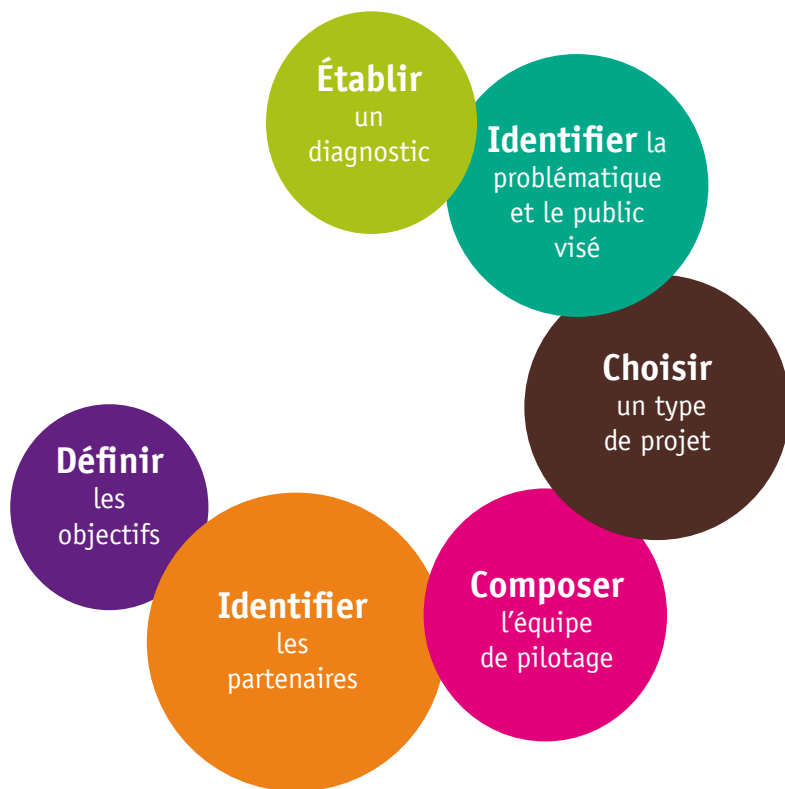 Établir
un
diagnostic
Identifier la
problématique
et le public
visé
Choisir
un type
de projet
Composer
l'équipe
de pilotage
Identifier
les
partenaires
Définir
les
objectifs